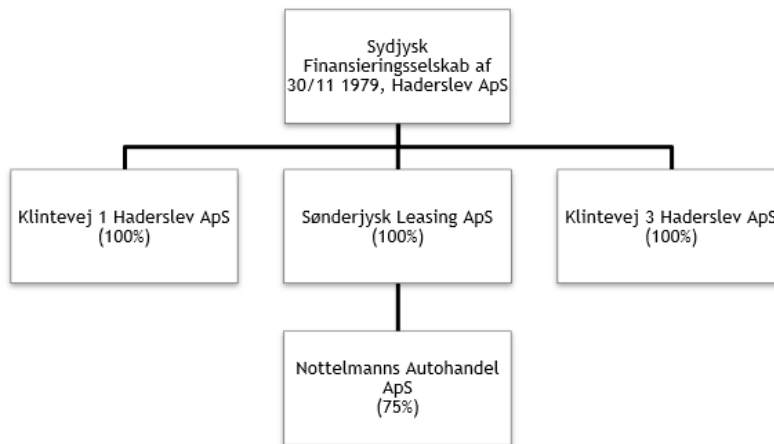 Sydjysk
Finansieringsselskab af
30/11 1979, Haderslev ApS
Klintevej 1 Haderslev ApS
(100%)
Sønderjysk Leasing ApS
(100%)
Klintevej 3 Haderslev ApS
(100%)
Nottelmanns Autohandel
ApS
(75%)